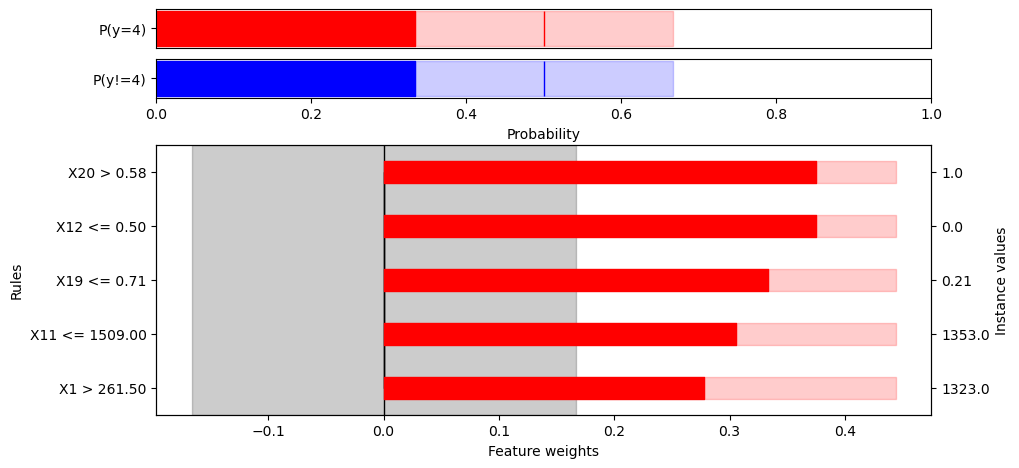 P(y=4)
P(y!=4)
0.0 0.2 0.4 0.6 0.8 1.0
Probability
Rules
X20 > 0.58 1.0
X12 <= 0.50 0.0
X19 <= 0.71 0.21
X11 <= 1509.00 1353.0
X1 > 261.50 1323.0
Instance values
−0.1 0.0 0.1 0.2 0.3 0.4
Feature weights